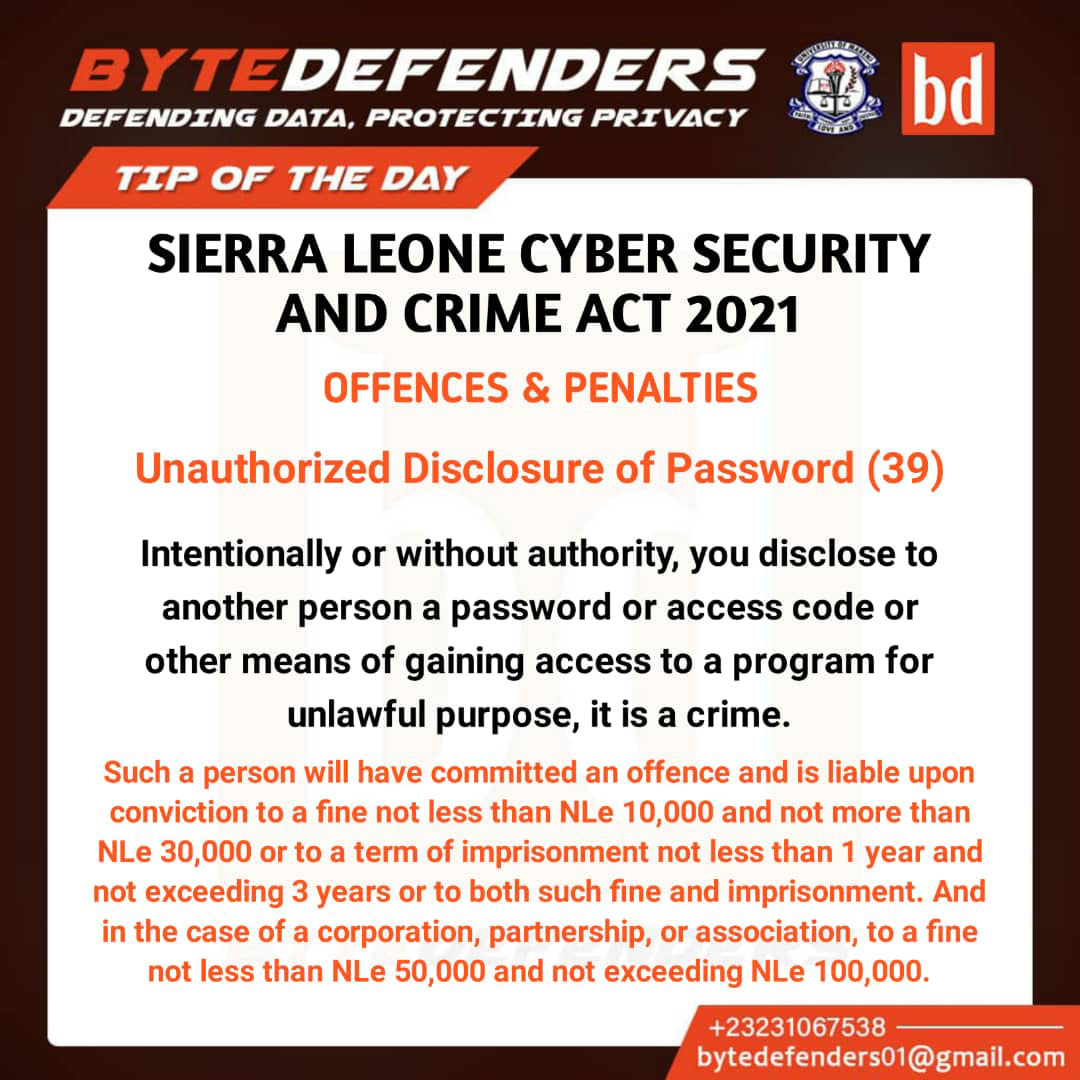 BYTEDEFENDERS
DEFENDING DATA, PROTECTING PRIVACY
UNIVERSITY OF MAKENI
LOVE AND
bd
TIP OF THE DAY
SIERRA LEONE CYBER SECURITY
AND CRIME ACT 2021
OFFENCES & PENALTIES
Unauthorized Disclosure of Password (39)
Intentionally or without authority, you disclose to
another person a password or access code or
other means of gaining access to a program for
unlawful purpose, it is a crime.
Such a person will have committed an offence and is liable upon
conviction to a fine not less than NLe 10,000 and not more than
NLe 30,000 or to a term of imprisonment not less than 1 year and
not exceeding 3 years or to both such fine and imprisonment. And
in the case of a corporation, partnership, or association, to a fine
not less than NLe 50,000 and not exceeding NLe 100,000.
+23231067538
bytedefenders01@gmail.com